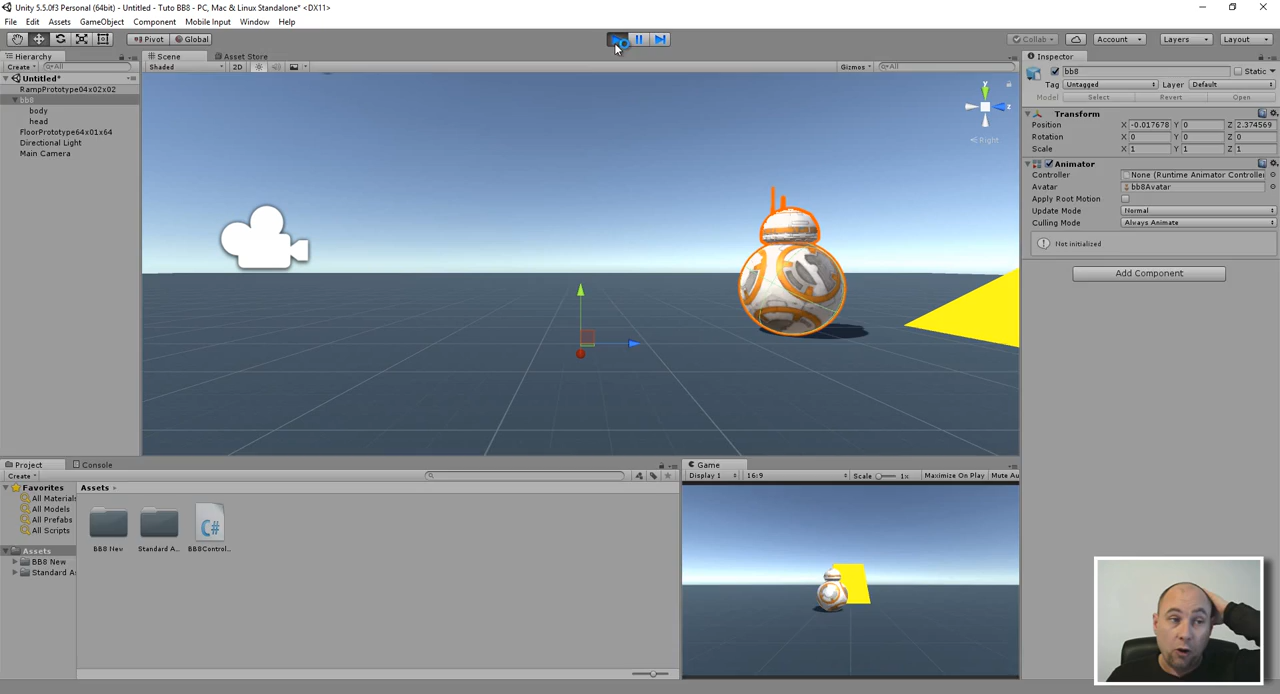 Unity 5.5.0f3 Personal (64bit) - Untitled - Tuto BB8 - PC, Mac & Linux Standalone* <DX11>
File Edit Assets GameObject Component Mobile Input Window Help
Pivot Global Collab Account Layers Layout
Hierarchy Scene Asset Store Inspector
Create All Shaded 2D Gizmos All bb8 Static
Untitled* Tag Untagged Layer Default
RampPrototype04x02x02 Model Select Revert Open
bb8
body
head
FloorPrototype64x01x64
Directional Light
Main Camera
y
z
Right
Transform
Position X -0.017678 Y 0 Z 2.374569
Rotation X 0 Y 0 Z 0
Scale X 1 Y 1 Z 1
Animator
Controller None (Runtime Animator Controller
Avatar bb8Avatar
Apply Root Motion
Update Mode Normal
Culling Mode Always Animate
Not initialized
Add Component
Project Console
Create
Favorites
All Materials
All Models
All Prefabs
All Scripts
Assets
BB8 New
Standard As
Assets
BB8 New Standard A... BB8Control...
Game
Display 1 16:9 Scale 1x Maximize On Play Mute Au